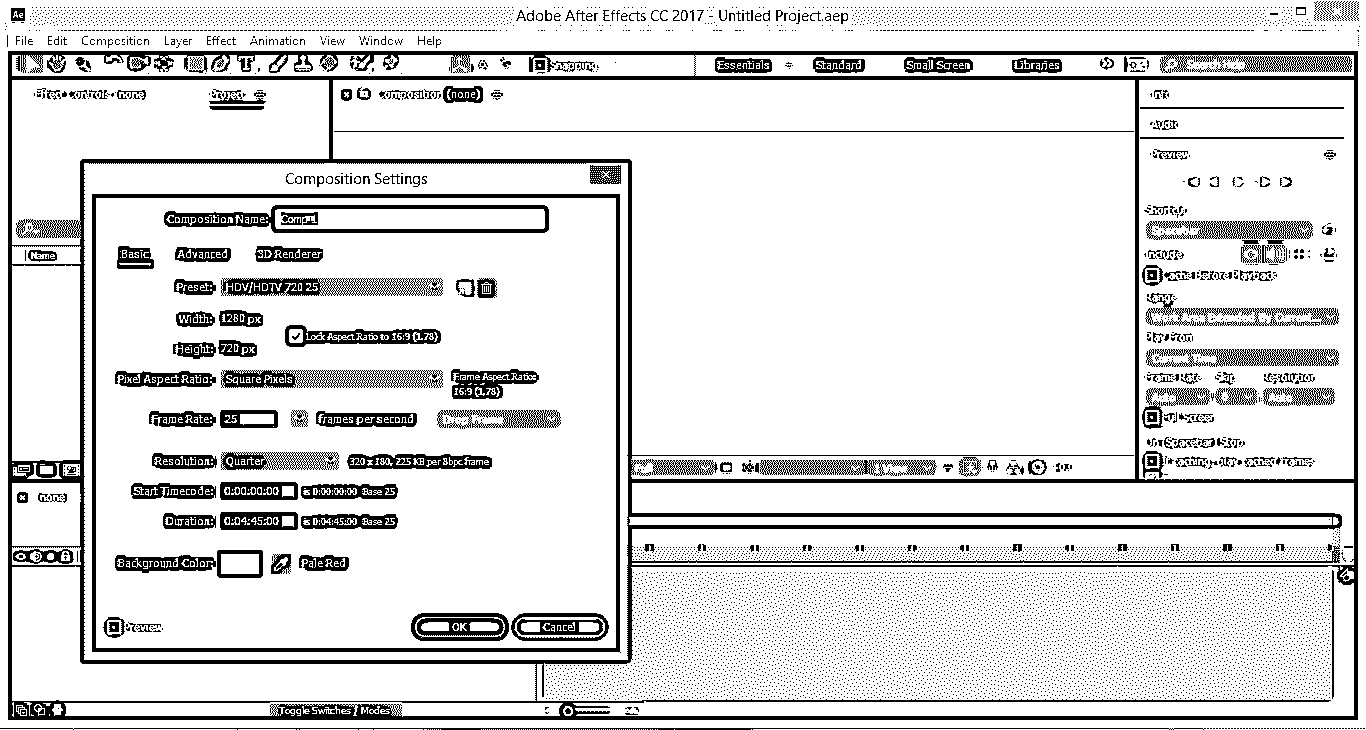 Adobe After Effects CC 2017 - Untitled Project.aep
File Edit Composition Layer Effect Animation View Window Help
Snapping Essentials Standard Small Screen Libraries
Effect Controls (none) Project Composition (none) Info
Audio
Preview
Composition Settings
Composition Name: Comp 1
Shortcut
Basic Advanced 3D Renderer
Name
Include
Cache Before Playback
Preset: HDV/HDTV 720 25
Range
Width: 1280 px
Lock Aspect Ratio to 16:9 (1.78)
Play From
Height: 720 px
Pixel Aspect Ratio: Square Pixels Frame Aspect Ratio:
16:9 (1.78)
Frame Rate Skip Resolution
Frame Rate: 25 frames per second
Full Screen
On (Spacebar) Stop:
Resolution: Quarter 320 x 180, 225 KB per 8bpc frame
Start Timecode: 0:00:00:00 is 0:00:00:00 Base 25
(none)
Duration: 0:04:45:00 is 0:04:45:00 Base 25
Background Color: Pale Red
Preview OK Cancel
Toggle Switches / Modes